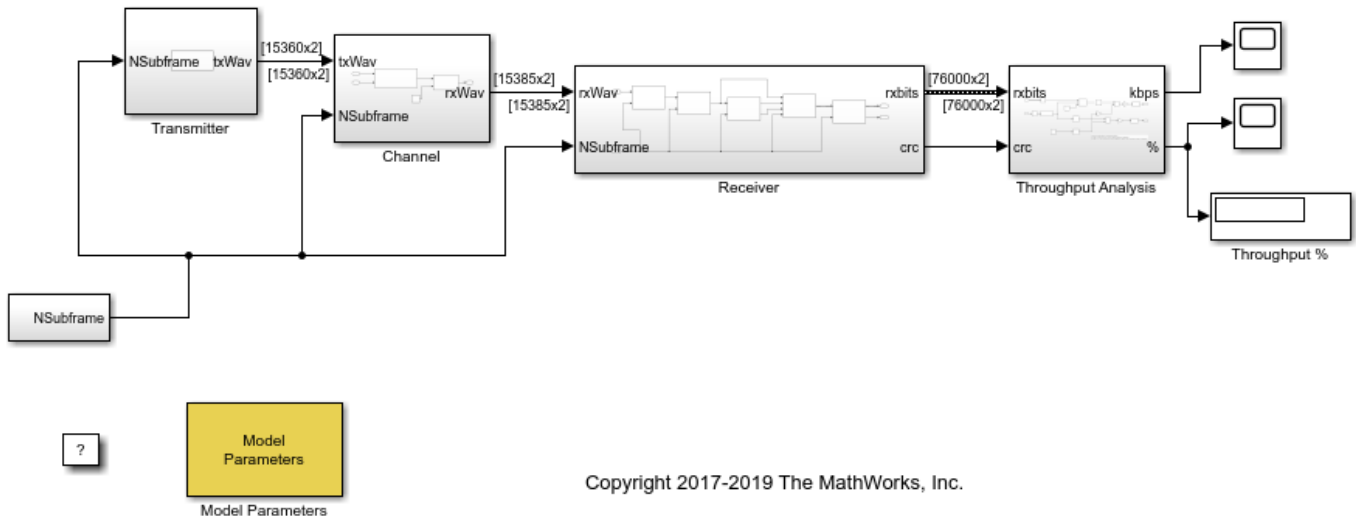 NSubframe
txWav
Transmitter
[15360x2]
[15360x2]
txWav
rxWav
NSubframe
Channel
[15385x2]
[15385x2]
rxWav
rxbits
NSubframe
crc
Receiver
[76000x2]
[76000x2]
rxbits
kbps
crc
%
Throughput Analysis
Throughput %
NSubframe
?
Model
Parameters
Model Parameters
Copyright 2017-2019 The MathWorks, Inc.